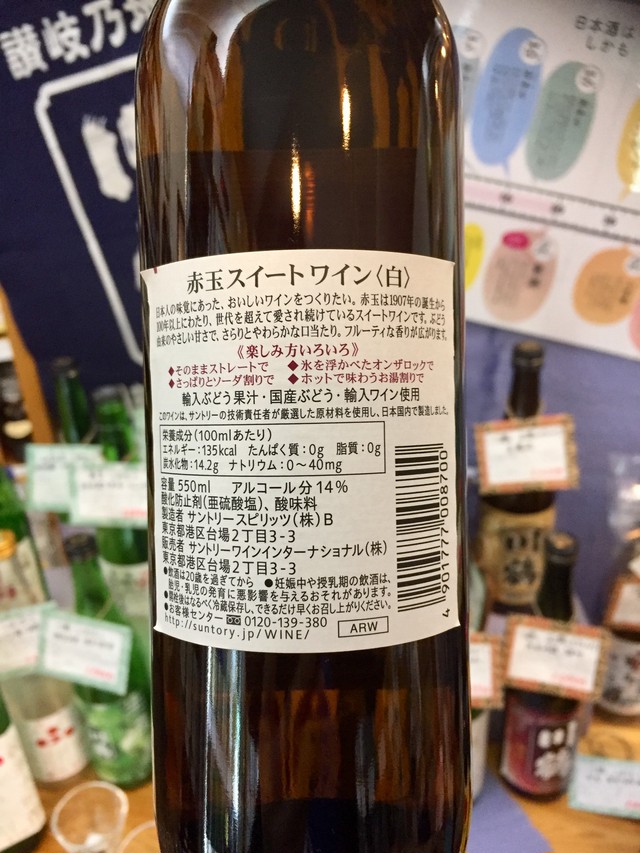 讃岐乃地
日本酒は
しから
赤玉スイートワイン〈白〉
日本人の味覚にあった、おいしいワインをつくりたい。赤玉は1907年の誕生から
100年以上にわたり、世代を超えて愛され続けているスイートワインです。ぶどう
由来のやさしい甘さで、さらりとやわらかな口当たり。フルーティな香りが広がります。
《楽しみ方いろいろ》
◆そのままストレートで ◆氷を浮かべたオンザロックで
◆さっぱりとソーダ割りで ◆ホットで味わうお湯割りで
輸入ぶどう果汁・国産ぶどう・輸入ワイン使用
このワインは、サントリーの技術責任者が厳選した原材料を使用し、日本国内で製造しました。
栄養成分(100mlあたり)
エネルギー:135kcal たんぱく質:0g 脂質:0g
炭水化物:14.2g ナトリウム:0～40mg
容量 550ml アルコール分14%
酸化防止剤(亜硫酸塩)、酸味料
製造者 サントリースピリッツ(株)B
東京都港区台場2丁目3-3
販売者 サントリーワインインターナショナル(株)
東京都港区台場2丁目3-3
●飲酒は20歳を過ぎてから ●妊娠中や授乳期の飲酒は、
胎児・乳児の発育に悪影響を与えるおそれがあります。
●開栓後はなるべく冷蔵保存し、できるだけ早くお召し上がりください。
●お客様センター 0120-139-380
http://suntory.jp/WINE/ ARW
4 901777 008700
川鶴
川鶴